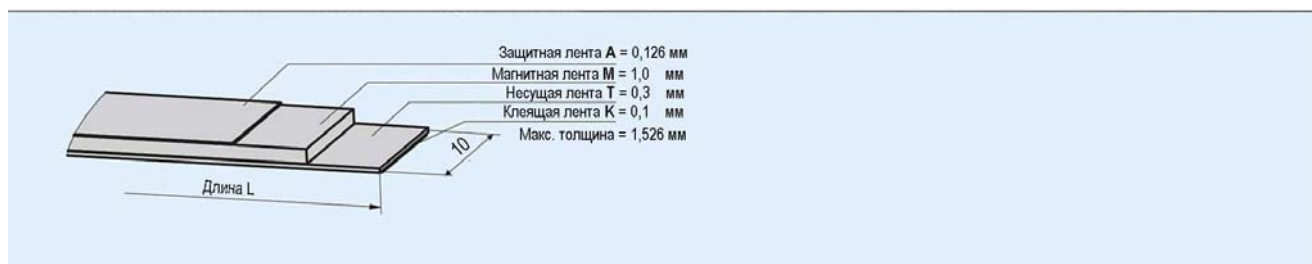 Защитная лента A = 0,126 мм
Магнитная лента M = 1,0 мм
Несущая лента T = 0,3 мм
Клеящая лента K = 0,1 мм
Макс. толщина = 1,526 мм
10
Длина L